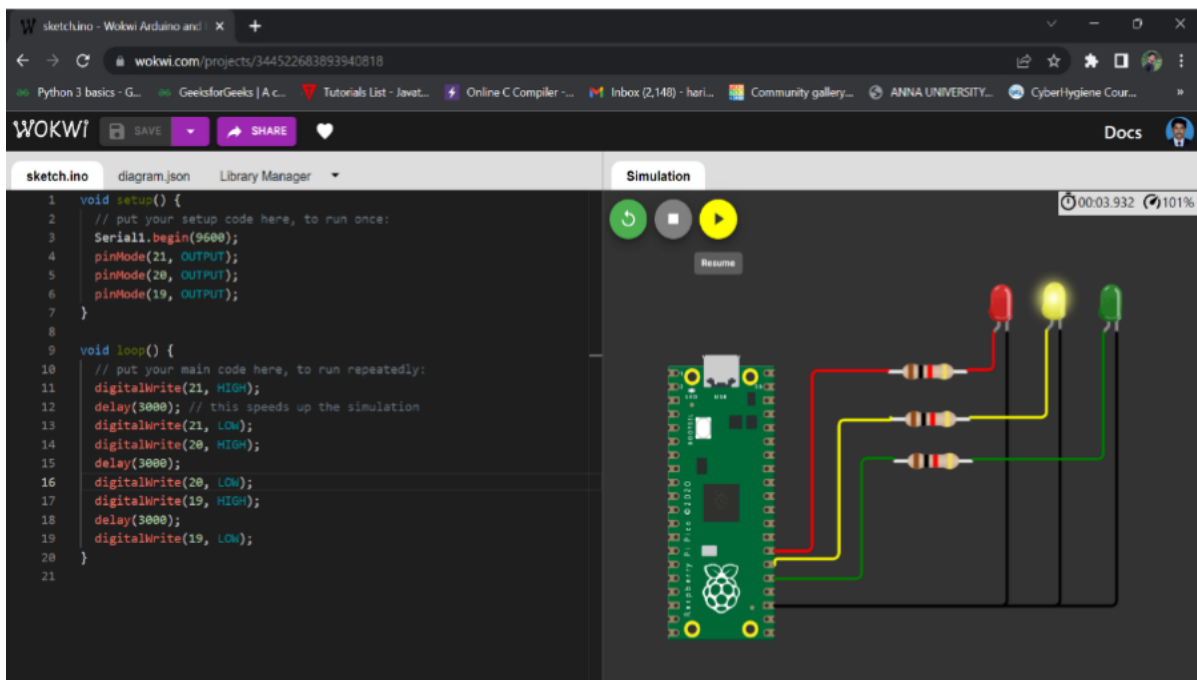 sketch.ino - Wokwi Arduino and
wokwi.com/projects/344522683893940818
Python 3 basics - G... GeeksforGeeks | A c... Tutorials List - Javat... Online C Compiler -... Inbox (2,148) - hari... Community gallery... ANNA UNIVERSITY... CyberHygiene Cour... »
WOKWI SAVE SHARE Docs
sketch.ino diagram.json Library Manager Simulation
00:03.932 101%
Resume
1 void setup() {
2 // put your setup code here, to run once:
3 Serial1.begin(9600);
4 pinMode(21, OUTPUT);
5 pinMode(20, OUTPUT);
6 pinMode(19, OUTPUT);
7 }
8
9 void loop() {
10 // put your main code here, to run repeatedly:
11 digitalWrite(21, HIGH);
12 delay(3000); // this speeds up the simulation
13 digitalWrite(21, LOW);
14 digitalWrite(20, HIGH);
15 delay(3000);
16 digitalWrite(20, LOW);
17 digitalWrite(19, HIGH);
18 delay(3000);
19 digitalWrite(19, LOW);
20 }
21
LED USB
BOOTSEL
Raspberry Pi Pico ©2020